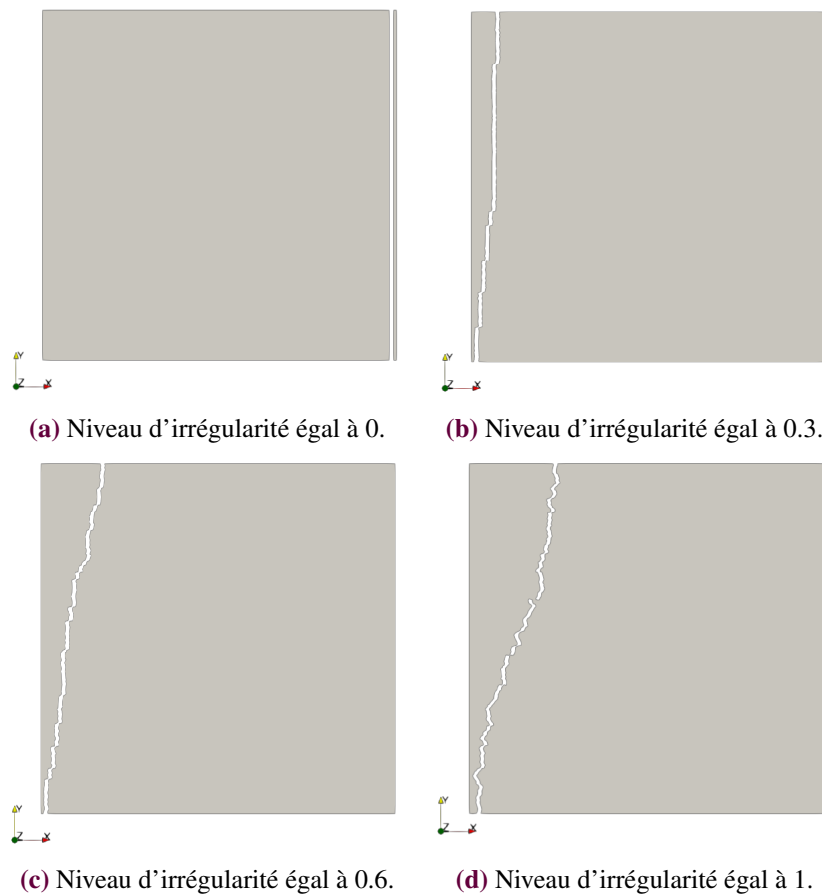 Y
Z X
Y
Z X
(a) Niveau d'irrégularité égal à 0.
(b) Niveau d'irrégularité égal à 0.3.
Y
Z X
Y
Z X
(c) Niveau d'irrégularité égal à 0.6.
(d) Niveau d'irrégularité égal à 1.